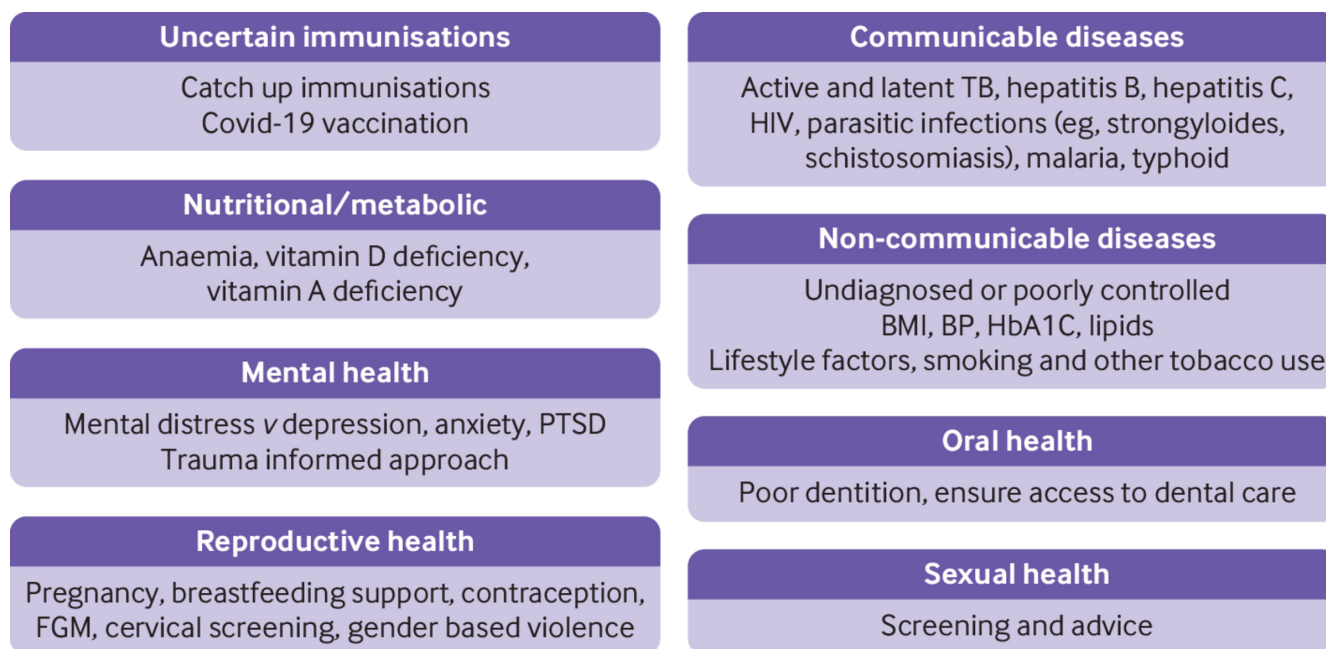 Uncertain immunisations
Catch up immunisations
Covid-19 vaccination
Nutritional/metabolic
Anaemia, vitamin D deficiency,
vitamin A deficiency
Mental health
Mental distress v depression, anxiety, PTSD
Trauma informed approach
Reproductive health
Pregnancy, breastfeeding support, contraception,
FGM, cervical screening, gender based violence
Communicable diseases
Active and latent TB, hepatitis B, hepatitis C,
HIV, parasitic infections (eg, strongyloides,
schistosomiasis), malaria, typhoid
Non-communicable diseases
Undiagnosed or poorly controlled
BMI, BP, HbA1C, lipids
Lifestyle factors, smoking and other tobacco use
Oral health
Poor dentition, ensure access to dental care
Sexual health
Screening and advice